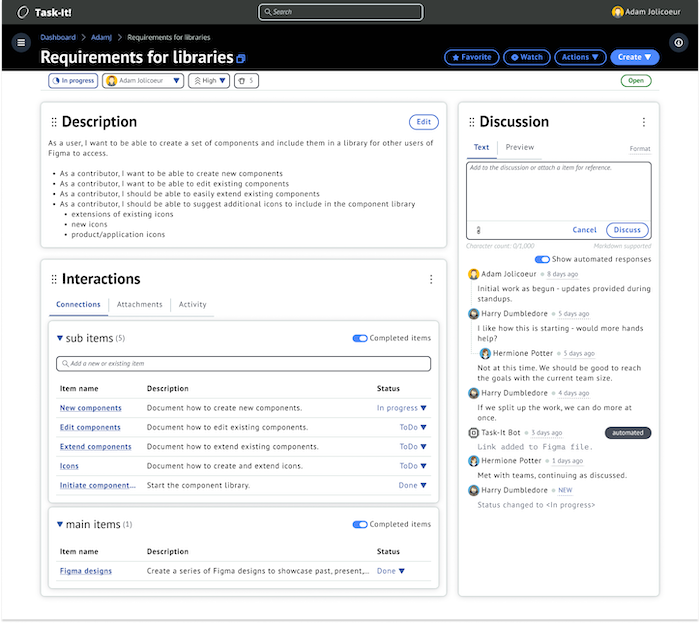 Task-It!
Search
Adam Jolicoeur
Dashboard > AdamJ > Requirements for libraries
Requirements for libraries
Favorite
Watch
Actions ▼
Create ▼
In progress
Adam Jolicoeur ▼
High ▼
5
Open
Description
Edit
As a user, I want to be able to create a set of components and include them in a library for other users of
Figma to access.
• As a contributor, I want to be able to create new components
• As a contributor, I want to be able to edit existing components
• As a contributor, I should be able to easily extend existing components
• As a contributor, I should be able to suggest additional icons to include in the component library
• extensions of existing icons
• new icons
• product/application icons
Interactions
Connections
Attachments
Activity
▼ sub items (5)
Completed items
Add a new or existing item
Item name Description Status
New components Document how to create new components. In progress ▼
Edit components Document how to edit existing components. ToDo ▼
Extend components Document how to extend existing components. ToDo ▼
Icons Document how to create and extend icons. ToDo ▼
Initiate component... Start the component library. Done ▼
▼ main items (1)
Completed items
Item name Description Status
Figma designs Create a series of Figma designs to showcase past, present,... Done ▼
Discussion
Text
Preview
Format
Add to the discussion or attach a item for reference.
Cancel
Discuss
Character count: 0/1,000
Markdown supported
Show automated responses
Adam Jolicoeur 8 days ago
Initial work as begun - updates provided during
standups.
Harry Dumbledore 5 days ago
I like how this is starting - would more hands
help?
Hermione Potter 5 days ago
Not at this time. We should be good to reach
the goals with the current team size.
Harry Dumbledore 4 days ago
If we split up the work, we can do more at
once.
Task-It Bot 3 days ago automated
Link added to Figma file.
Hermione Potter 1 days ago
Met with teams, continuing as discussed.
Harry Dumbledore NEW
Status changed to <In progress>